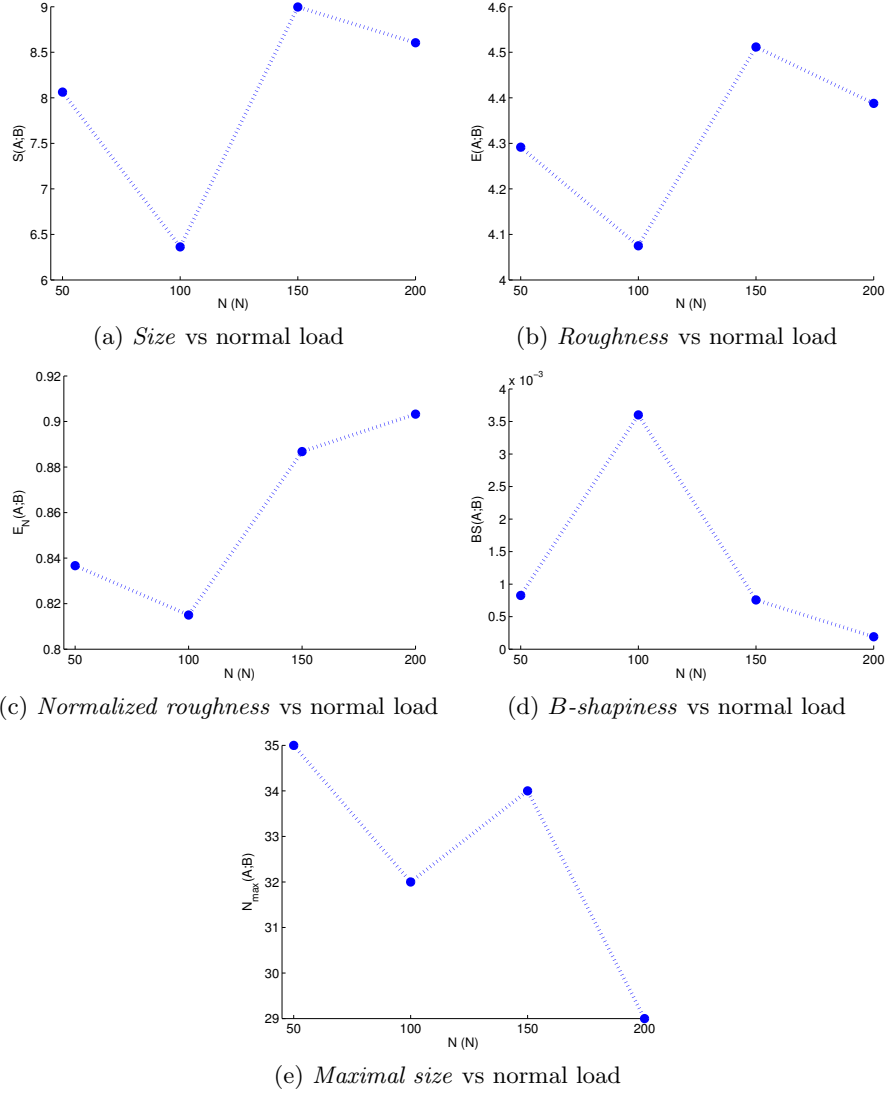 9
8.5
8
7.5
7
6.5
6
S(A;B)
50 100 150 200
N (N)
(a) Size vs normal load
4.6
4.5
4.4
4.3
4.2
4.1
4
E(A;B)
50 100 150 200
N (N)
(b) Roughness vs normal load
0.92
0.9
0.88
0.86
0.84
0.82
0.8
E_N(A;B)
50 100 150 200
N (N)
(c) Normalized roughness vs normal load
x 10^−3
4
3.5
3
2.5
2
1.5
1
0.5
0
BS(A;B)
50 100 150 200
N (N)
(d) B-shapiness vs normal load
35
34
33
32
31
30
29
N_max(A;B)
50 100 150 200
N (N)
(e) Maximal size vs normal load